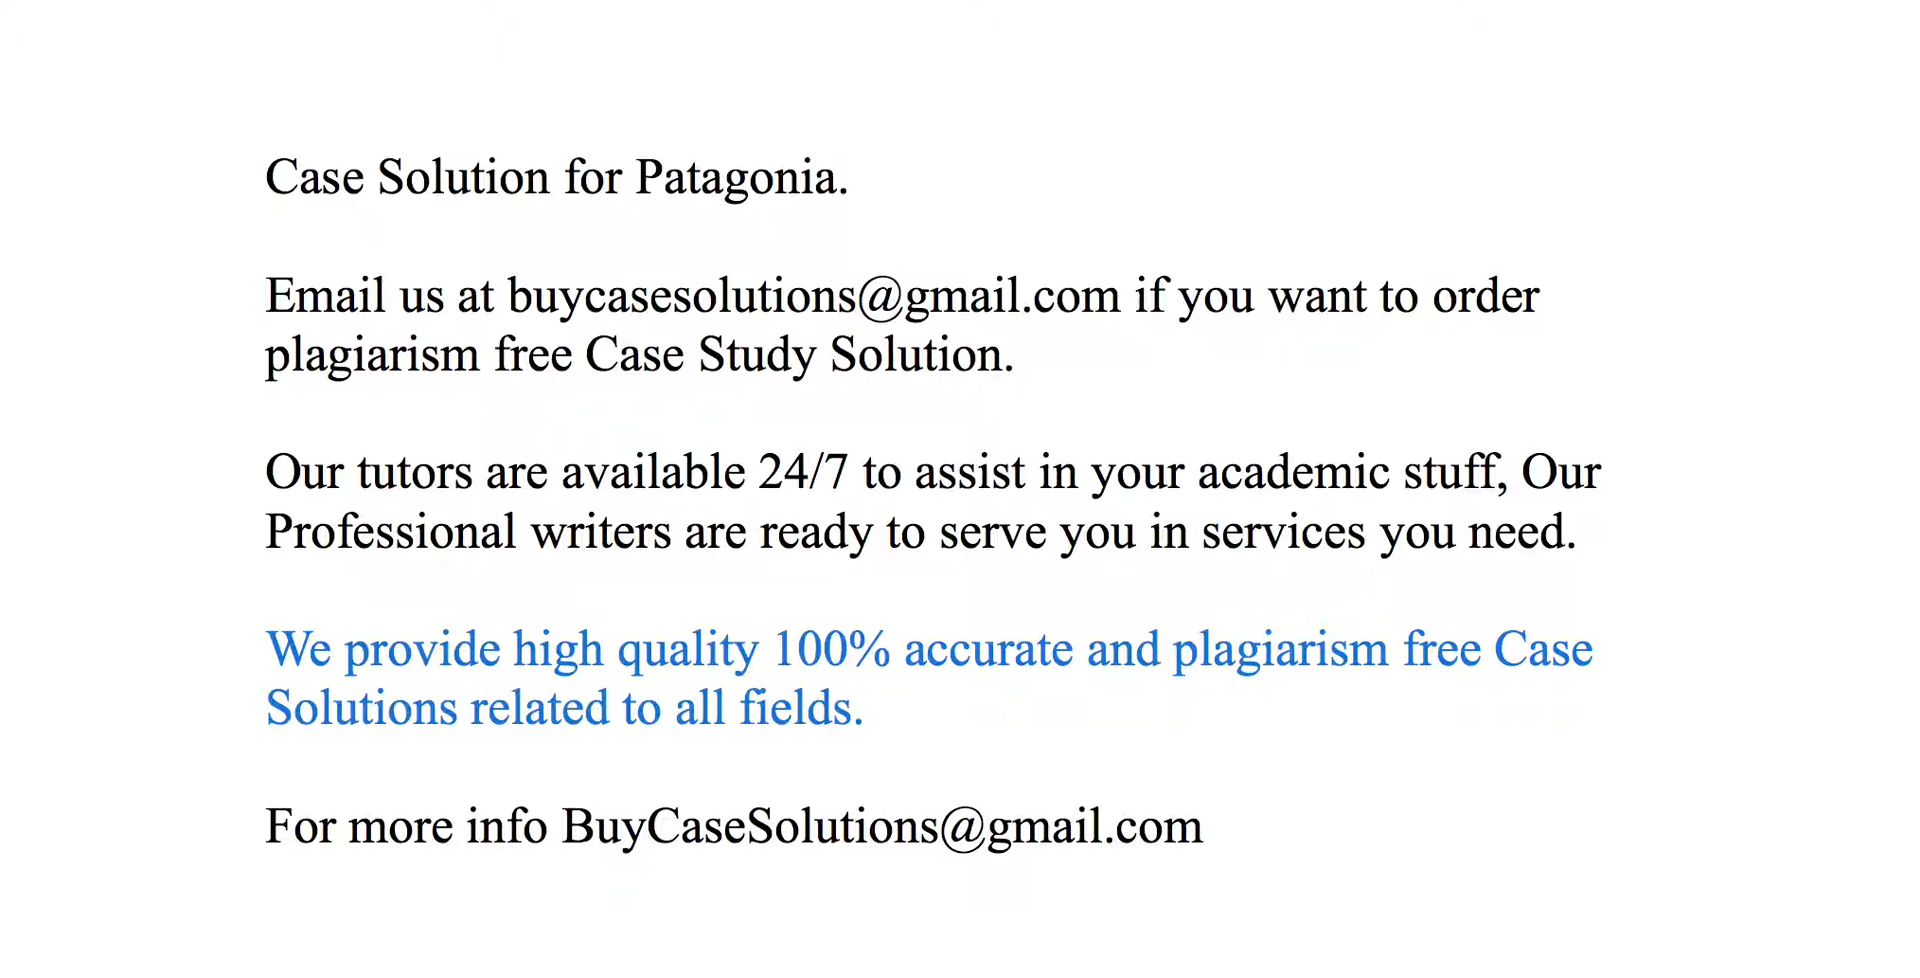 Case Solution for Patagonia.
Email us at buycasesolutions@gmail.com if you want to order
plagiarism free Case Study Solution.
Our tutors are available 24/7 to assist in your academic stuff, Our
Professional writers are ready to serve you in services you need.
We provide high quality 100% accurate and plagiarism free Case
Solutions related to all fields.
For more info BuyCaseSolutions@gmail.com